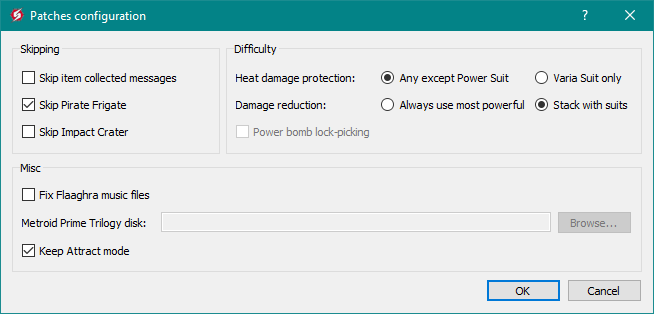 Patches configuration
?
Skipping
Skip item collected messages
Skip Pirate Frigate
Skip Impact Crater
Difficulty
Heat damage protection: Any except Power Suit Varia Suit only
Damage reduction: Always use most powerful Stack with suits
Power bomb lock-picking
Misc
Fix Flaaghra music files
Metroid Prime Trilogy disk: Browse...
Keep Attract mode
OK Cancel